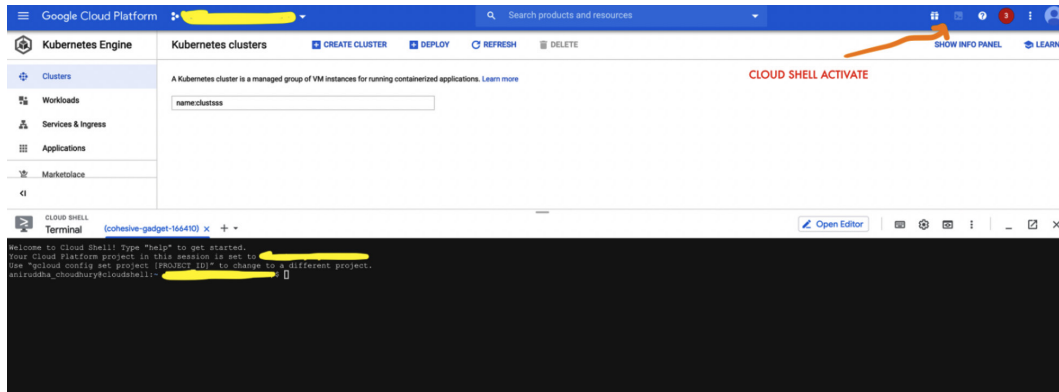 Google Cloud Platform
Search products and resources
3
Kubernetes Engine
Kubernetes clusters
CREATE CLUSTER
DEPLOY
REFRESH
DELETE
SHOW INFO PANEL
LEARN
CLOUD SHELL ACTIVATE
Clusters
Workloads
Services & Ingress
Applications
Marketplace
A Kubernetes cluster is a managed group of VM instances for running containerized applications. Learn more
name:clustsss
CLOUD SHELL
Terminal
(cohesive-gadget-166410)
Open Editor
Welcome to Cloud Shell! Type "help" to get started.
Your Cloud Platform project in this session is set to
Use "gcloud config set project [PROJECT_ID]" to change to a different project.
aniruddha_choudhury@cloudshell:~ $